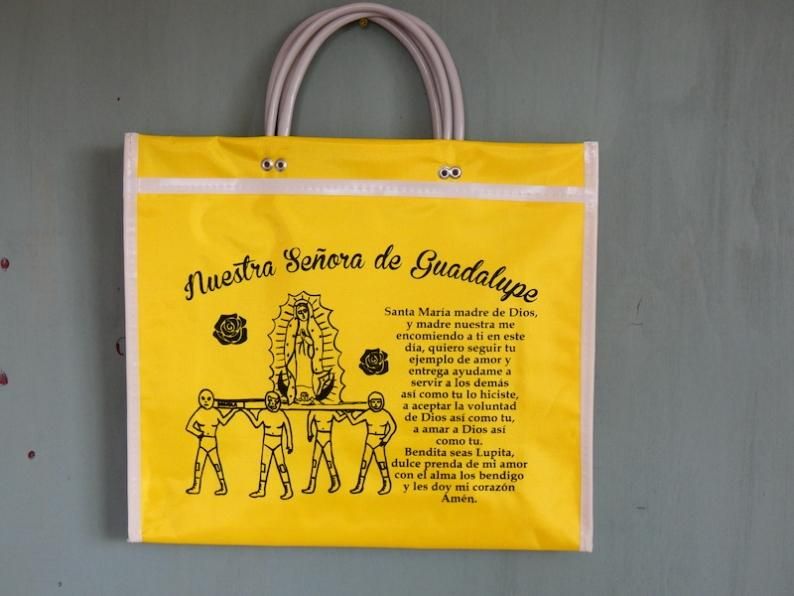 Nuestra Señora de Guadalupe
Santa María madre de Dios,
y madre nuestra me
encomiendo a ti en este
día, quiero seguir tu
ejemplo de amor y
entrega ayudame a
servir a los demás
así como tu lo hiciste,
a aceptar la voluntad
de Dios así como tu,
a amar a Dios así
como tu.
Bendita seas Lupita,
dulce prenda de mi amor
con el alma los bendigo
y les doy mi corazón
Ámén.